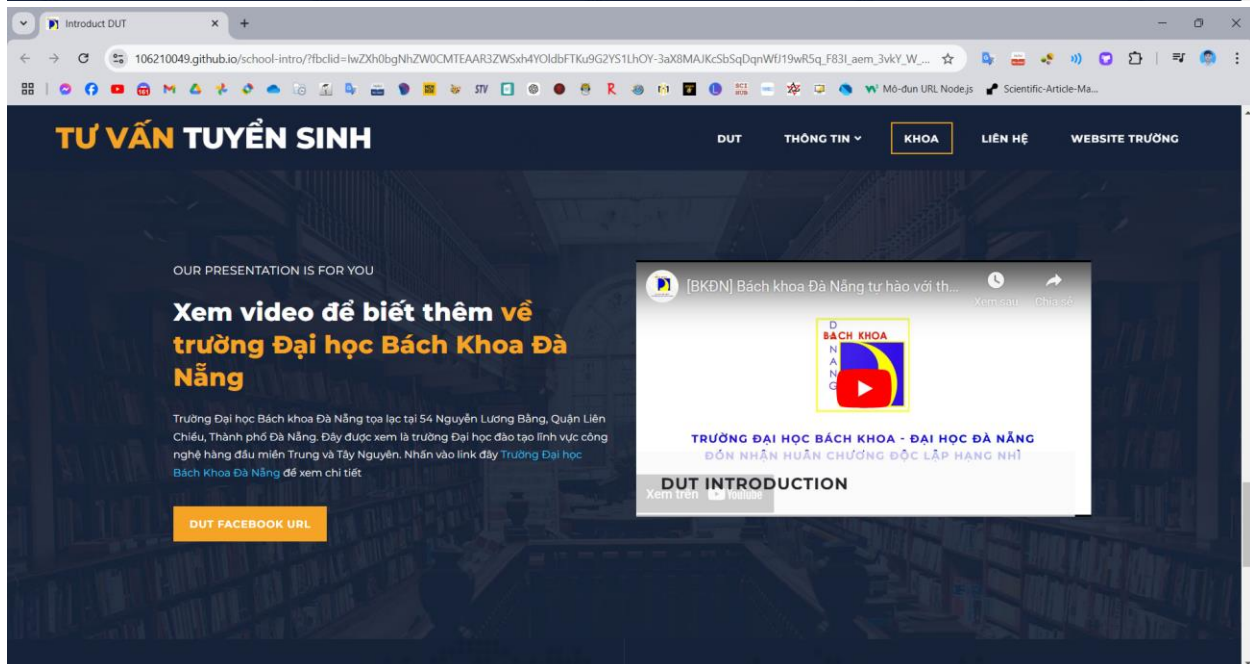 Introduct DUT
106210049.github.io/school-intro/?fbclid=IwZXh0bgNhZW0CMTEAAR3ZWSxh4YOldbFTKu9G2YS1LhOY-3aX8MAJKcSbSqDqnWfJ19wR5q_F83I_aem_3vkY_W_...
STV
R
SCI
HUB
Mô-đun URL Node.js
Scientific-Article-Ma...
TƯ VẤN TUYỂN SINH
DUT
THÔNG TIN
KHOA
LIÊN HỆ
WEBSITE TRƯỜNG
OUR PRESENTATION IS FOR YOU
Xem video để biết thêm về
trường Đại học Bách Khoa Đà
Nẵng
Trường Đại học Bách khoa Đà Nẵng tọa lạc tại 54 Nguyễn Lương Bằng, Quận Liên
Chiểu, Thành phố Đà Nẵng. Đây được xem là trường Đại học đào tạo lĩnh vực công
nghệ hàng đầu miền Trung và Tây Nguyên. Nhấn vào link đây Trường Đại học
Bách Khoa Đà Nẵng để xem chi tiết
DUT FACEBOOK URL
[BKĐN] Bách khoa Đà Nẵng tự hào với th...
Xem sau
Chia sẻ
BÁCH KHOA
DANANG
TRƯỜNG ĐẠI HỌC BÁCH KHOA - ĐẠI HỌC ĐÀ NẴNG
ĐÓN NHẬN HUÂN CHƯƠNG ĐỘC LẬP HẠNG NHÌ
DUT INTRODUCTION
Xem trên YouTube